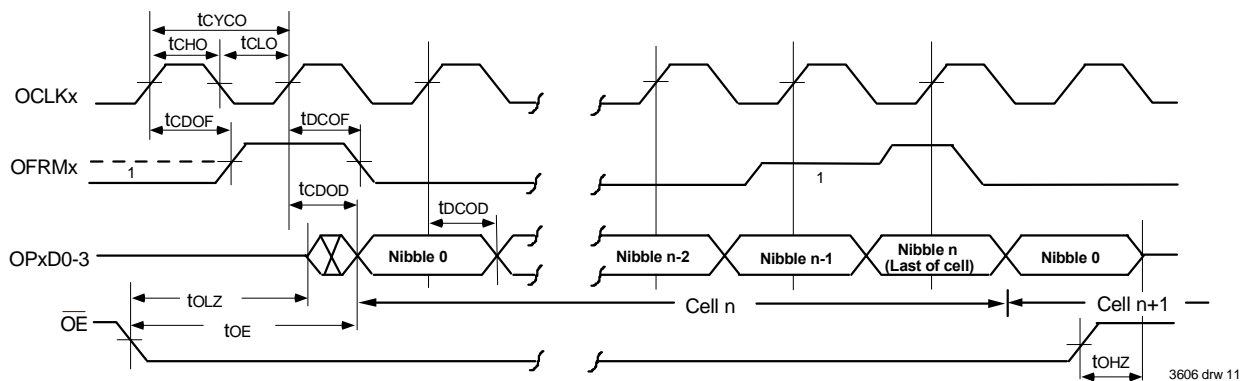 tCYCO
tCHO
tCLO
OCLKx
tCDOF
tDCOF
OFRMx
1
1
tCDOD
tDCOD
OPxD0-3
Nibble 0
Nibble n-2
Nibble n-1
Nibble n
(Last of cell)
Nibble 0
tOLZ
Cell n
Cell n+1
OE
tOE
tOHZ
3606 drw 11